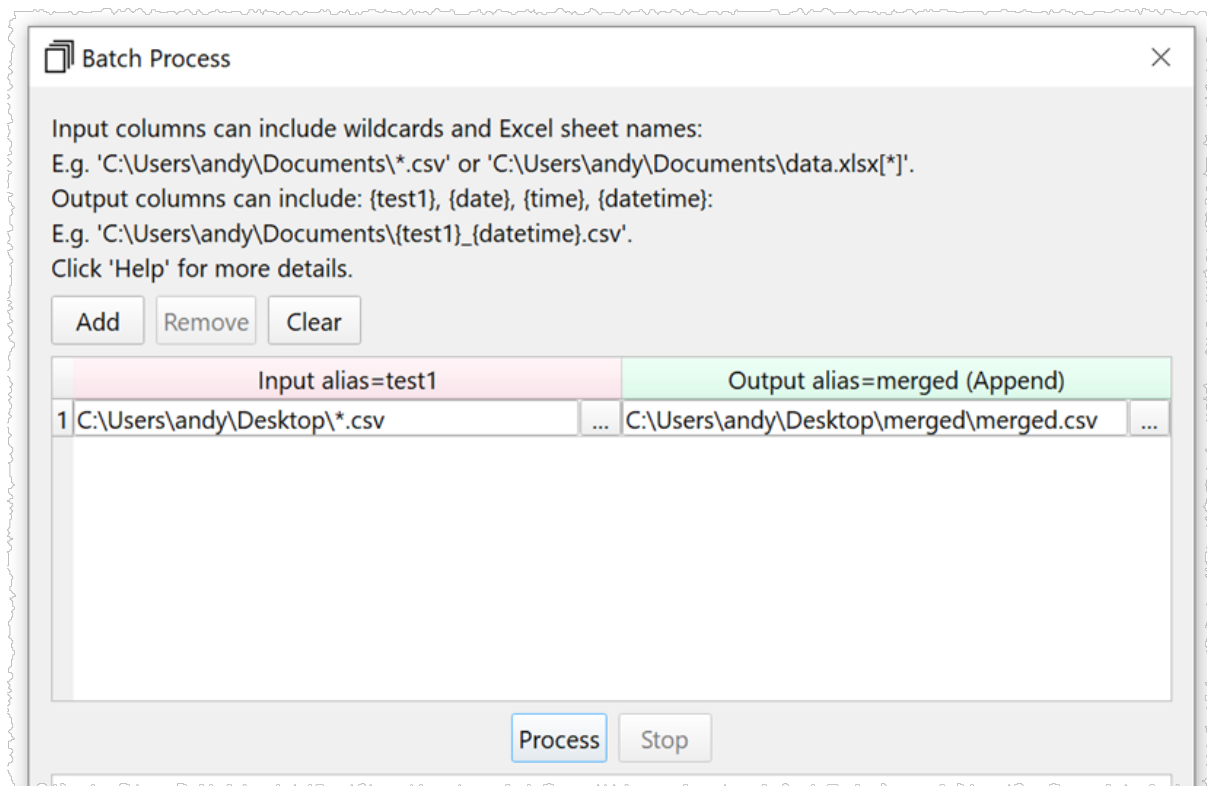 Batch Process
Input columns can include wildcards and Excel sheet names:
E.g. 'C:\Users\andy\Documents\*.csv' or 'C:\Users\andy\Documents\data.xlsx[*]'.
Output columns can include: {test1}, {date}, {time}, {datetime}:
E.g. 'C:\Users\andy\Documents\{test1}_{datetime}.csv'.
Click 'Help' for more details.
Add Remove Clear
Input alias=test1 Output alias=merged (Append)
1 C:\Users\andy\Desktop\*.csv ... C:\Users\andy\Desktop\merged\merged.csv ...
Process Stop